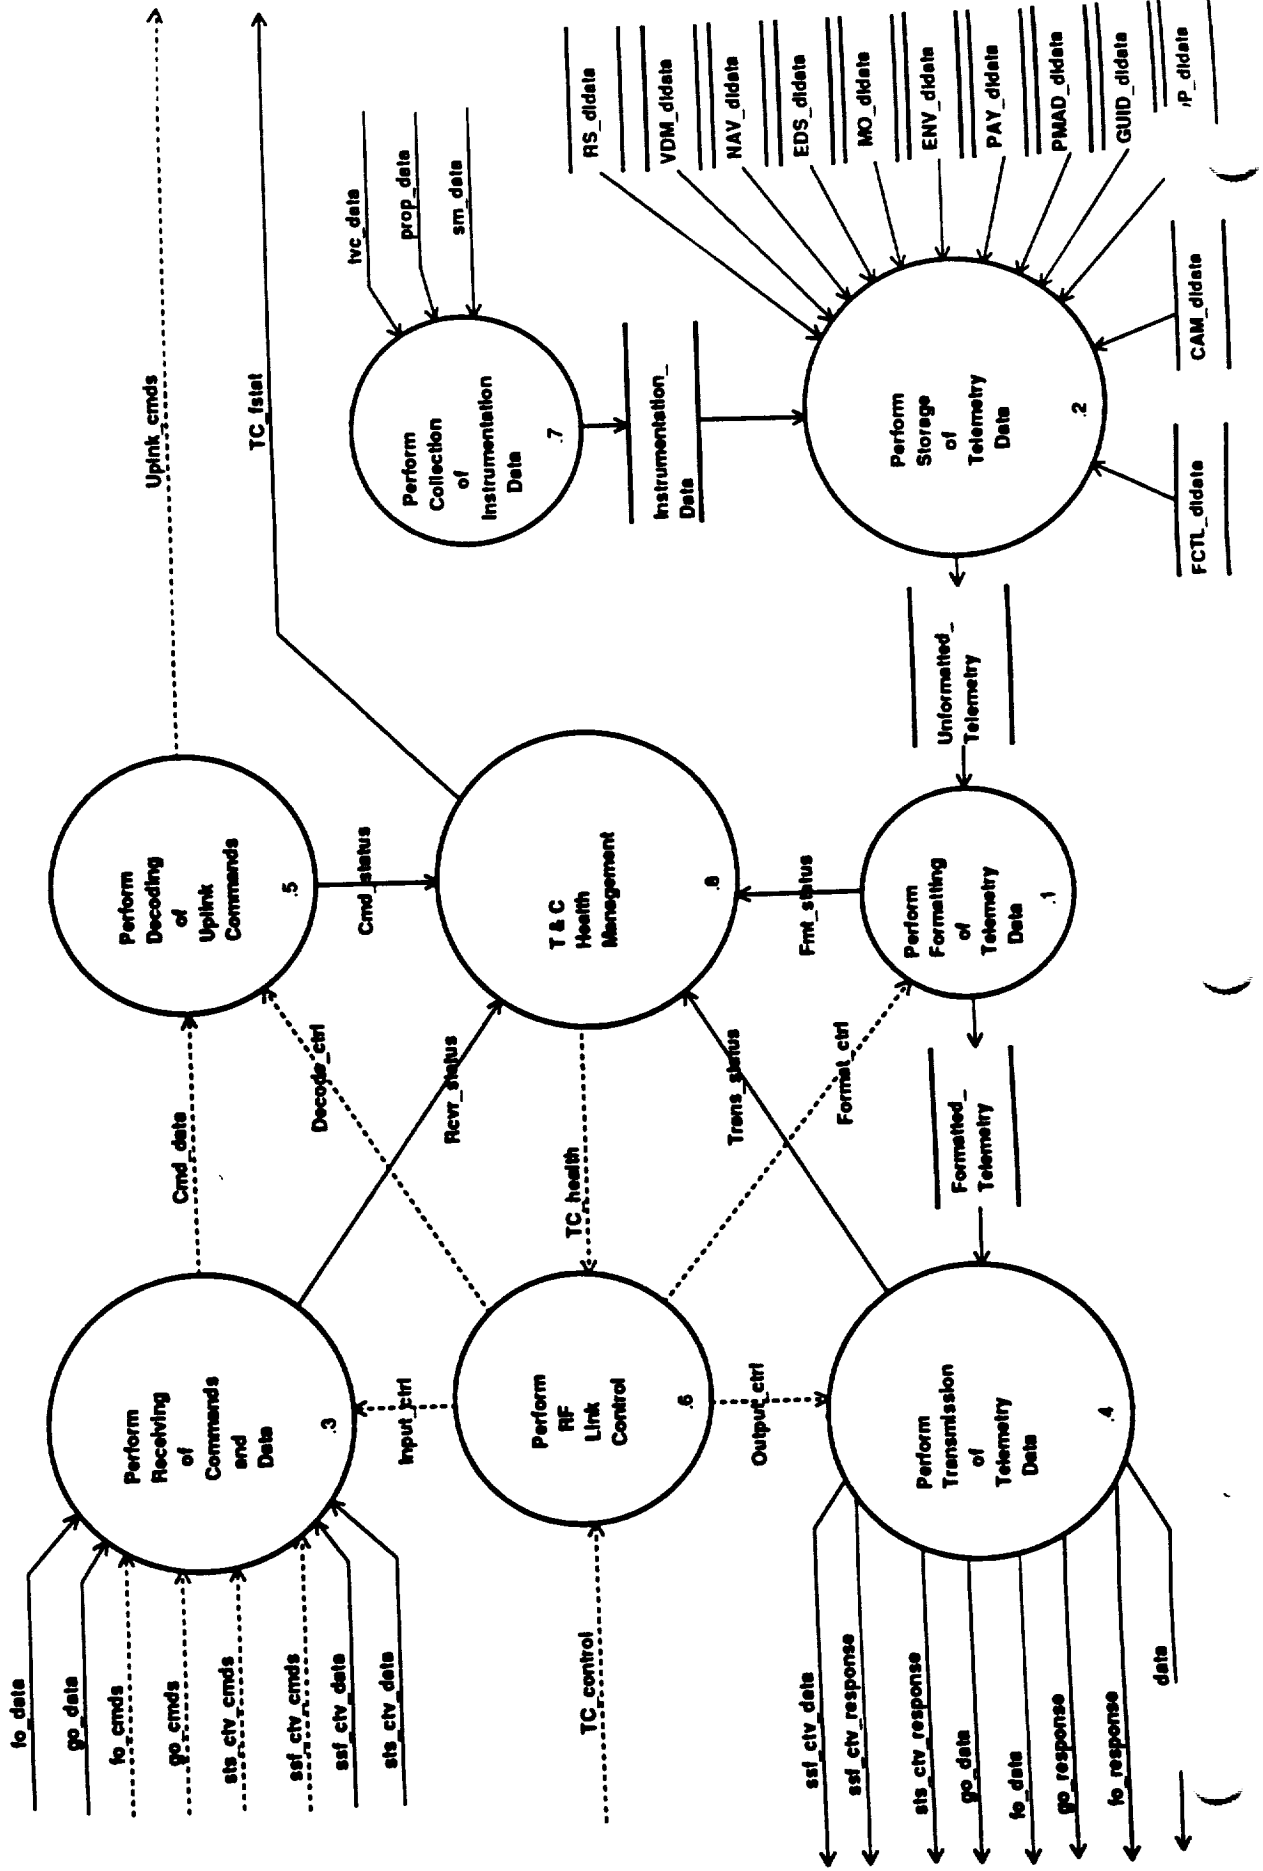 fo_data
go_data
fo_cmds
go_cmds
sts_ctv_cmds
ssf_ctv_cmds
ssf_ctv_data
sts_ctv_data
Perform
Receiving
of
Commands
and
Data
.3
Cmd_data
Perform
Decoding
of
Uplink
Commands
.5
Uplnk_cmds
TC_fstat
Input_ctrl
Decode_ctrl
Rcvr_status
Cmd_status
TC_control
Perform
RF
Link
Control
.6
TC_health
T & C
Health
Management
.8
Perform
Collection
of
Instrumentation
Data
.7
tvc_data
prop_data
sm_data
Output_ctrl
Trans_status
Format_ctrl
Fmt_status
Instrumentation_
Data
ssf_ctv_data
ssf_ctv_response
sts_ctv_response
go_data
fo_data
go_response
fo_response
data
Perform
Transmission
of
Telemetry
Data
.4
Formatted_
Telemetry
Perform
Formatting
of
Telemetry
Data
.1
Unformatted_
Telemetry
Perform
Storage
of
Telemetry
Data
.2
RS_dldata
VDM_dldata
NAV_dldata
EDS_dldata
MO_dldata
ENV_dldata
PAY_dldata
PMAD_dldata
GUID_dldata
FCTL_dldata
CAM_dldata